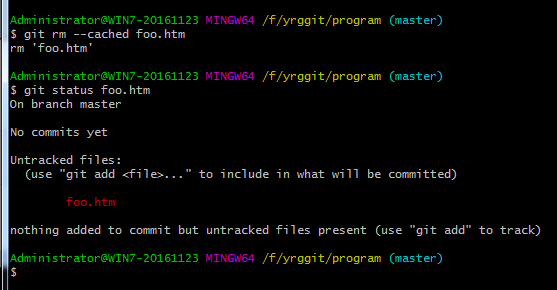 Administrator@WIN7-20161123 MINGW64 /f/yrggit/program (master)
$ git rm --cached foo.htm
rm 'foo.htm'
Administrator@WIN7-20161123 MINGW64 /f/yrggit/program (master)
$ git status foo.htm
On branch master
No commits yet
Untracked files:
  (use "git add <file>..." to include in what will be committed)
        foo.htm
nothing added to commit but untracked files present (use "git add" to track)
Administrator@WIN7-20161123 MINGW64 /f/yrggit/program (master)
$